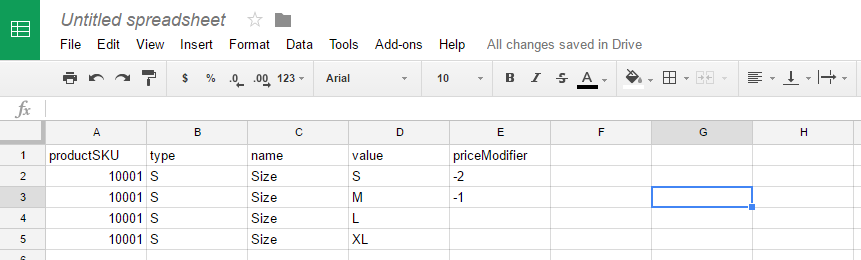 Untitled spreadsheet
File Edit View Insert Format Data Tools Add-ons Help All changes saved in Drive
$ % .0 .00 123 Arial 10 B I S A
fx
A B C D E F G H
1 productSKU type name value priceModifier
2 10001 S Size S -2
3 10001 S Size M -1
4 10001 S Size L
5 10001 S Size XL